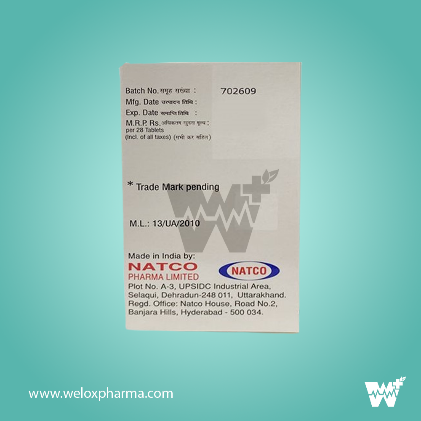 Batch No. समूह संख्या : 702609
Mfg. Date उत्पादन तिथि :
Exp. Date समाप्ति तिथि :
M.R.P. Rs. अधिकतम खुदरा मूल्य :
per 28 Tablets
(Incl. of all taxes) (सभी कर सहित)
* Trade Mark pending
M.L.: 13/UA/2010
Made in India by:
NATCO
PHARMA LIMITED
NATCO
Plot No. A-3, UPSIDC Industrial Area,
Selaqui, Dehradun-248 011, Uttarakhand.
Regd. Office: Natco House, Road No.2,
Banjara Hills, Hyderabad - 500 034.
www.weloxpharma.com